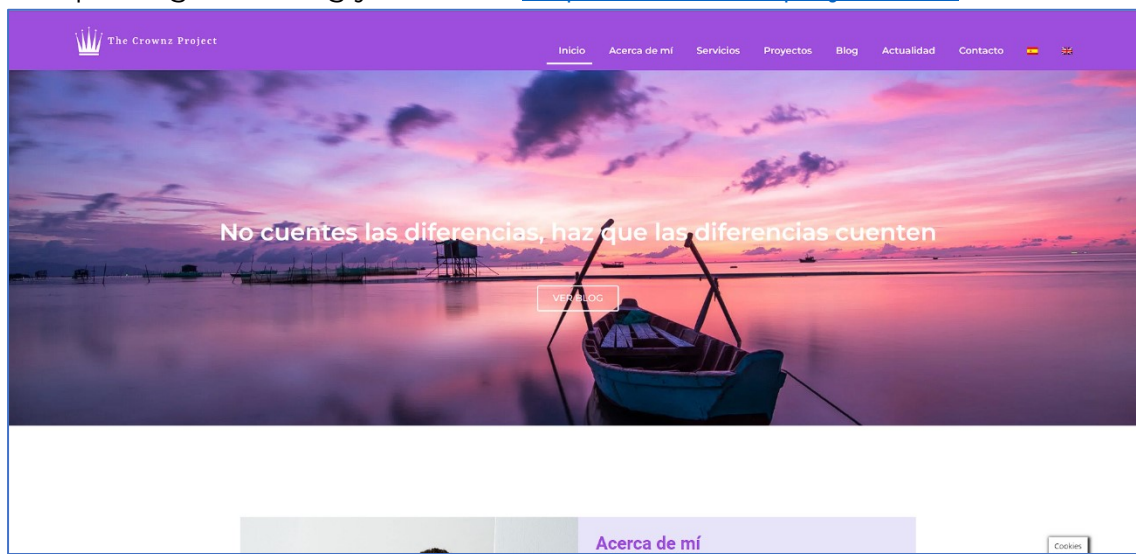 The Crownz Project
Inicio Acerca de mí Servicios Proyectos Blog Actualidad Contacto
No cuentes las diferencias, haz que las diferencias cuenten
VER BLOG
Acerca de mí
Cookies